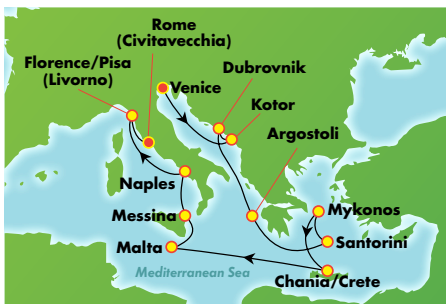 Rome
(Civitavecchia)
Florence/Pisa
(Livorno)
Venice
Dubrovnik
Kotor
Argostoli
Naples
Messina
Mykonos
Malta
Santorini
Mediterranean Sea
Chania/Crete